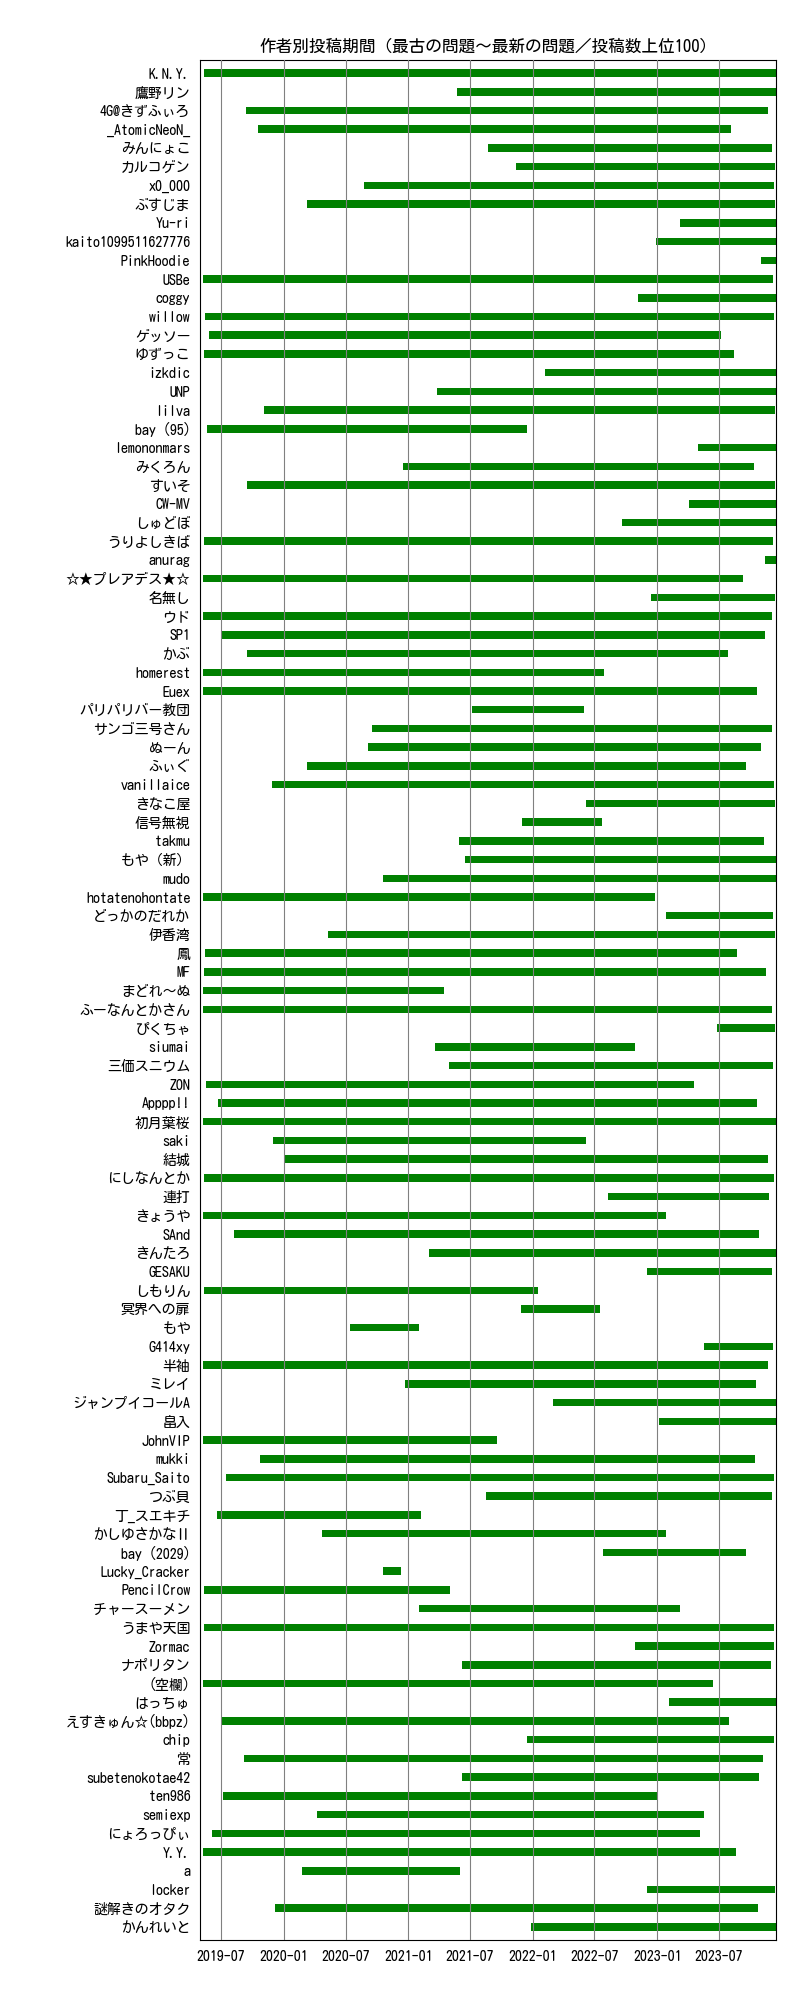 作者別投稿期間（最古の問題～最新の問題／投稿数上位100）
K.N.Y.
鷹野リン
4G@きずふぃろ
_AtomicNeoN_
みんにょこ
カルコゲン
x0_000
ぶすじま
Yu-ri
kaito1099511627776
PinkHoodie
USBe
coggy
willow
ゲッソー
ゆずっこ
izkdic
UNP
lilva
bay (95)
lemononmars
みくろん
すいそ
CW-MV
しゅどぼ
うりよしきば
anurag
☆★プレアデス★☆
名無し
ウド
SP1
かぶ
homerest
Euex
パリパリバー教団
サンゴ三号さん
ぬーん
ふぃぐ
vanillaice
きなこ屋
信号無視
takmu
もや（新）
mudo
hotatenohontate
どっかのだれか
伊香湾
鳳
MF
まどれ～ぬ
ふーなんとかさん
ぴくちゃ
siumai
三価スニウム
ZON
Appppll
初月葉桜
saki
結城
にしなんとか
連打
きょうや
SAnd
きんたろ
GESAKU
しもりん
冥界への扉
もや
G414xy
半袖
ミレイ
ジャンプイコールA
畠入
JohnVIP
mukki
Subaru_Saito
つぶ貝
丁_スエキチ
かしゆさかなII
bay (2029)
Lucky_Cracker
PencilCrow
チャースーメン
うまや天国
Zormac
ナポリタン
(空欄)
はっちゅ
えすきゅん☆(bbpz)
chip
常
subetenokotae42
ten986
semiexp
にょろっぴぃ
Y.Y.
a
locker
謎解きのオタク
かんれいと
2019-07 2020-01 2020-07 2021-01 2021-07 2022-01 2022-07 2023-01 2023-07